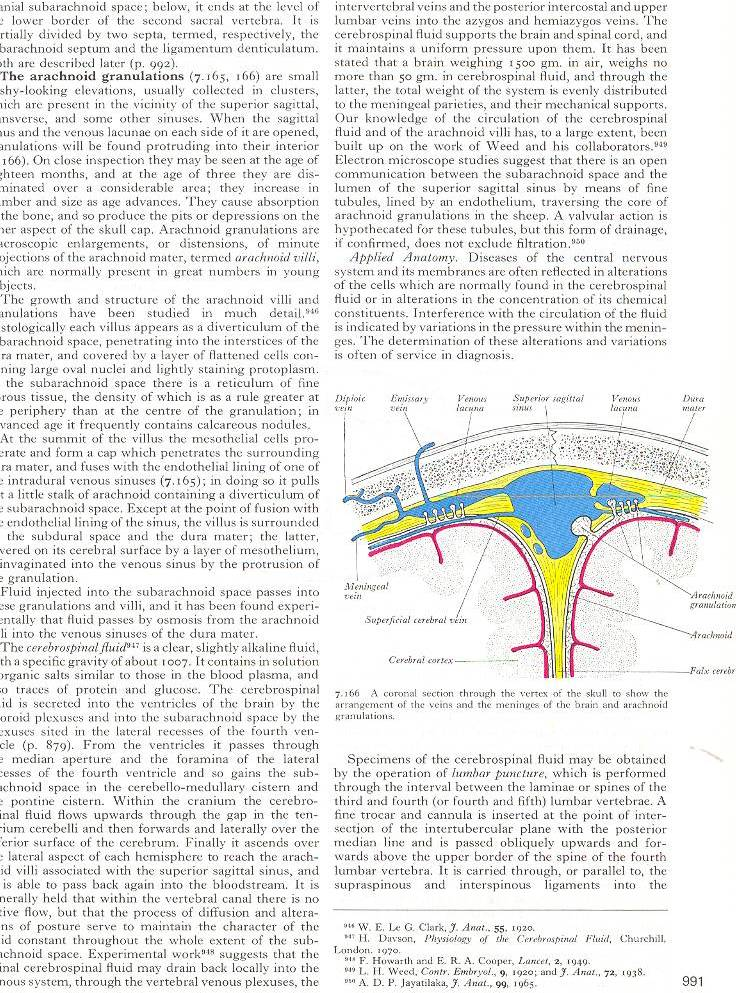 anial subarachnoid space; below, it ends at the level of
e lower border of the second sacral vertebra. It is
rtially divided by two septa, termed, respectively, the
barachnoid septum and the ligamentum denticulatum.
oth are described later (p. 992).
The arachnoid granulations (7.165, 166) are small
shy-looking elevations, usually collected in clusters,
hich are present in the vicinity of the superior sagittal,
ansverse, and some other sinuses. When the sagittal
nus and the venous lacunae on each side of it are opened,
anulations will be found protruding into their interior
166). On close inspection they may be seen at the age of
ghteen months, and at the age of three they are dis-
minated over a considerable area; they increase in
mber and size as age advances. They cause absorption
the bone, and so produce the pits or depressions on the
ner aspect of the skull cap. Arachnoid granulations are
acroscopic enlargements, or distensions, of minute
ojections of the arachnoid mater, termed arachnoid villi,
hich are normally present in great numbers in young
bjects.
The growth and structure of the arachnoid villi and
anulations have been studied in much detail.946
stologically each villus appears as a diverticulum of the
barachnoid space, penetrating into the interstices of the
ra mater, and covered by a layer of flattened cells con-
ning large oval nuclei and lightly staining protoplasm.
the subarachnoid space there is a reticulum of fine
rous tissue, the density of which is as a rule greater at
e periphery than at the centre of the granulation; in
vanced age it frequently contains calcareous nodules.
At the summit of the villus the mesothelial cells pro-
erate and form a cap which penetrates the surrounding
ra mater, and fuses with the endothelial lining of one of
e intradural venous sinuses (7.165); in doing so it pulls
t a little stalk of arachnoid containing a diverticulum of
e subarachnoid space. Except at the point of fusion with
e endothelial lining of the sinus, the villus is surrounded
the subdural space and the dura mater; the latter,
vered on its cerebral surface by a layer of mesothelium,
invaginated into the venous sinus by the protrusion of
e granulation.
Fluid injected into the subarachnoid space passes into
ese granulations and villi, and it has been found experi-
entally that fluid passes by osmosis from the arachnoid
li into the venous sinuses of the dura mater.
The cerebrospinal fluid947 is a clear, slightly alkaline fluid,
th a specific gravity of about 1007. It contains in solution
organic salts similar to those in the blood plasma, and
so traces of protein and glucose. The cerebrospinal
id is secreted into the ventricles of the brain by the
oroid plexuses and into the subarachnoid space by the
exuses sited in the lateral recesses of the fourth ven-
cle (p. 879). From the ventricles it passes through
e median aperture and the foramina of the lateral
cesses of the fourth ventricle and so gains the sub-
achnoid space in the cerebello-medullary cistern and
e pontine cistern. Within the cranium the cerebro-
inal fluid flows upwards through the gap in the ten-
rium cerebelli and then forwards and laterally over the
ferior surface of the cerebrum. Finally it ascends over
e lateral aspect of each hemisphere to reach the arach-
id villi associated with the superior sagittal sinus, and
is able to pass back again into the bloodstream. It is
nerally held that within the vertebral canal there is no
tive flow, but that the process of diffusion and altera-
ns of posture serve to maintain the character of the
id constant throughout the whole extent of the sub-
achnoid space. Experimental work948 suggests that the
inal cerebrospinal fluid may drain back locally into the
nous system, through the vertebral venous plexuses, the
intervertebral veins and the posterior intercostal and upper
lumbar veins into the azygos and hemiazygos veins. The
cerebrospinal fluid supports the brain and spinal cord, and
it maintains a uniform pressure upon them. It has been
stated that a brain weighing 1500 gm. in air, weighs no
more than 50 gm. in cerebrospinal fluid, and through the
latter, the total weight of the system is evenly distributed
to the meningeal parieties, and their mechanical supports.
Our knowledge of the circulation of the cerebrospinal
fluid and of the arachnoid villi has, to a large extent, been
built up on the work of Weed and his collaborators.949
Electron microscope studies suggest that there is an open
communication between the subarachnoid space and the
lumen of the superior sagittal sinus by means of fine
tubules, lined by an endothelium, traversing the core of
arachnoid granulations in the sheep. A valvular action is
hypothecated for these tubules, but this form of drainage,
if confirmed, does not exclude filtration.950
Applied Anatomy. Diseases of the central nervous
system and its membranes are often reflected in alterations
of the cells which are normally found in the cerebrospinal
fluid or in alterations in the concentration of its chemical
constituents. Interference with the circulation of the fluid
is indicated by variations in the pressure within the menin-
ges. The determination of these alterations and variations
is often of service in diagnosis.
Diploic vein
Emissary vein
Venous lacuna
Superior sagittal sinus
Venous lacuna
Dura mater
Meningeal vein
Superficial cerebral vein
Cerebral cortex
Arachnoid granulation
Arachnoid
Falx cerebr
7.166 A coronal section through the vertex of the skull to show the
arrangement of the veins and the meninges of the brain and arachnoid
granulations.
Specimens of the cerebrospinal fluid may be obtained
by the operation of lumbar puncture, which is performed
through the interval between the laminae or spines of the
third and fourth (or fourth and fifth) lumbar vertebrae. A
fine trocar and cannula is inserted at the point of inter-
section of the intertubercular plane with the posterior
median line and is passed obliquely upwards and for-
wards above the upper border of the spine of the fourth
lumbar vertebra. It is carried through, or parallel to, the
supraspinous and interspinous ligaments into the
946 W. E. Le G. Clark, J. Anat., 55, 1920.
947 H. Davson, Physiology of the Cerebrospinal Fluid, Churchill,
London. 1970.
948 F. Howarth and E. R. A. Cooper, Lancet, 2, 1949.
949 L. H. Weed, Contr. Embryol., 9, 1920; and J. Anat., 72, 1938.
950 A. D. P. Jayatilaka, J. Anat., 99, 1965.
991